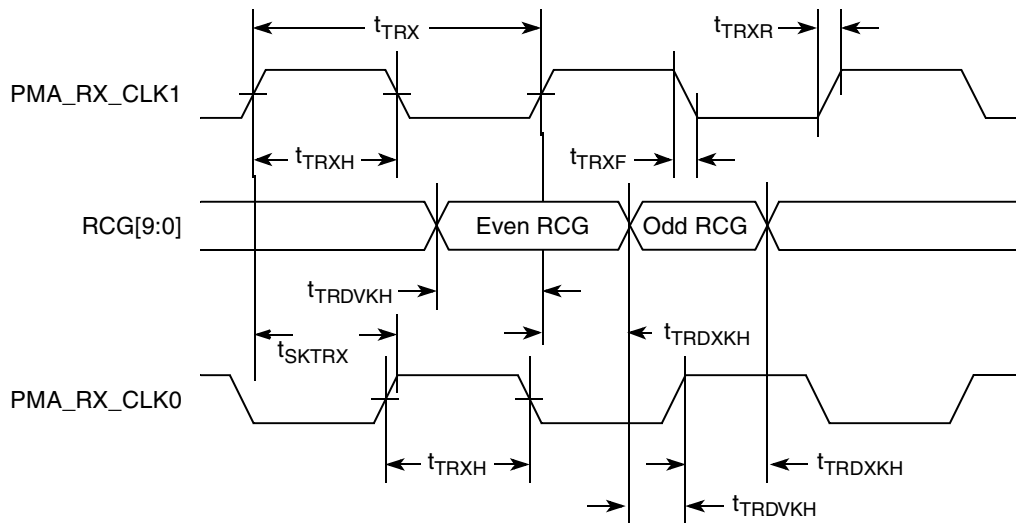 tTRX
tTRXR
PMA_RX_CLK1
tTRXH
tTRXF
RCG[9:0]
Even RCG
Odd RCG
tTRDVKH
tTRDXKH
tSKTRX
PMA_RX_CLK0
tTRXH
tTRDXKH
tTRDVKH